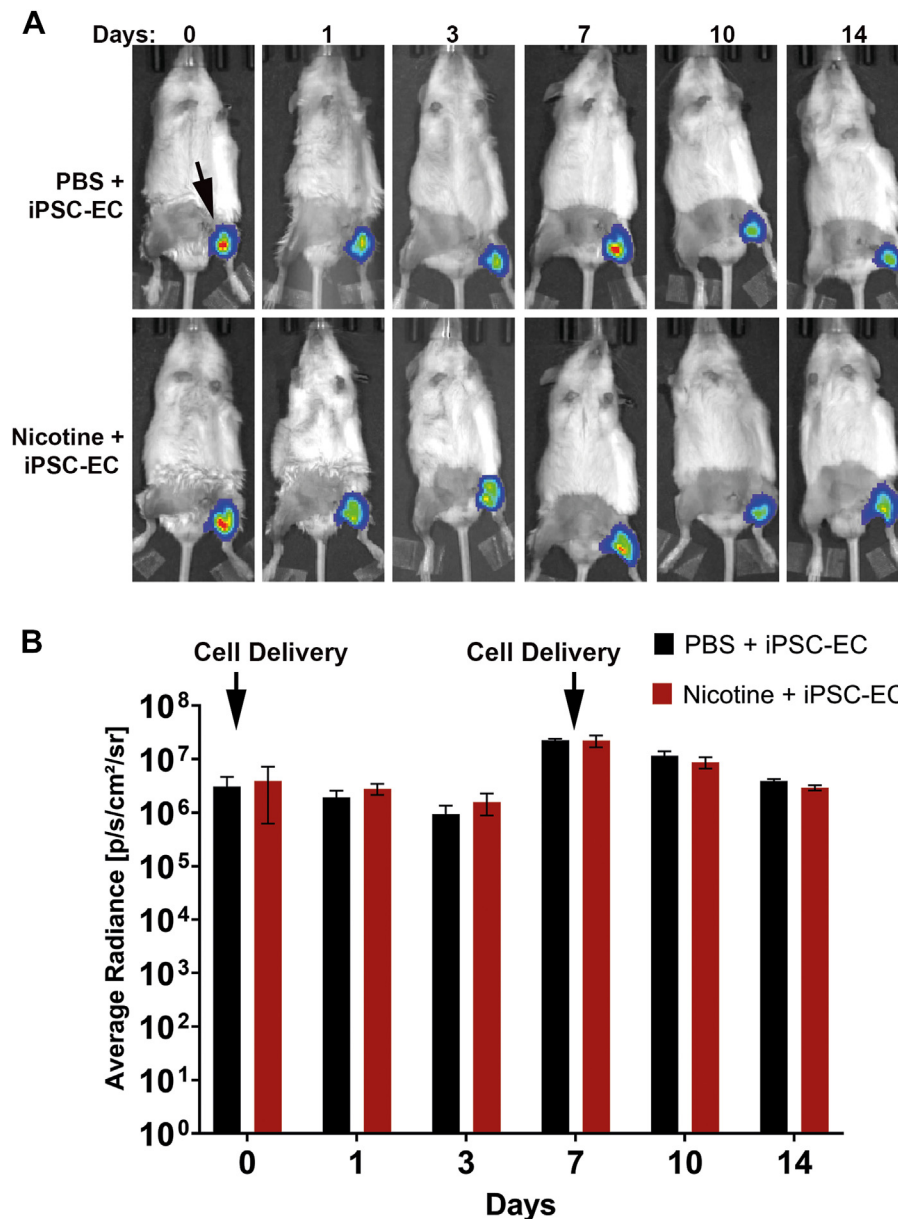 A
Days: 0 1 3 7 10 14
PBS +
iPSC-EC
Nicotine +
iPSC-EC
B
Cell Delivery Cell Delivery
PBS + iPSC-EC
Nicotine + iPSC-EC
Average Radiance [p/s/cm²/sr]
10⁸
10⁷
10⁶
10⁵
10⁴
10³
10²
10¹
10⁰
0 1 3 7 10 14
Days